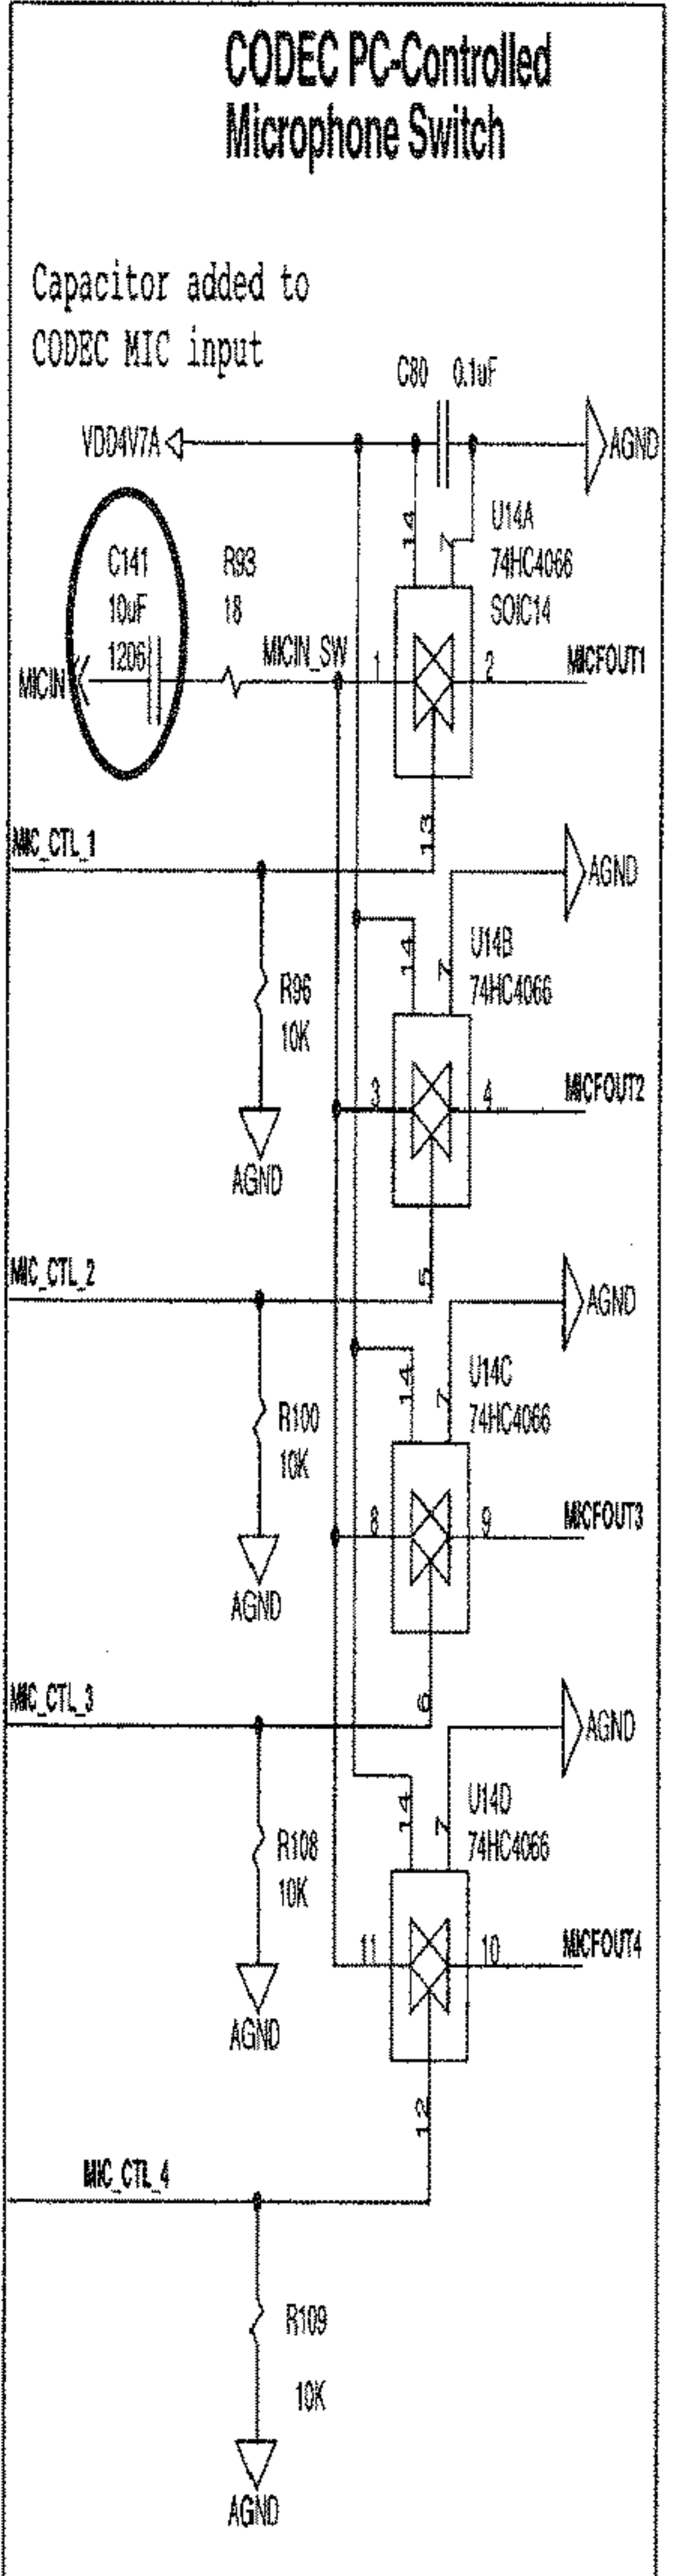 CODEC PC-Controlled
Microphone Switch
Capacitor added to
CODEC MIC input
C80 0.1uF
VDD4V7A
AGND
14
7
U14A
74HC4066
SOIC14
C141
10uF
1206
R93
18
MICIN
MICIN_SW
1
2
MICFOUT1
13
MIC_CTL_1
AGND
R96
10K
AGND
14
7
U14B
74HC4066
3
4
MICFOUT2
5
MIC_CTL_2
AGND
R100
10K
AGND
14
7
U14C
74HC4066
8
9
MICFOUT3
6
MIC_CTL_3
AGND
R108
10K
AGND
14
7
U14D
74HC4066
11
10
MICFOUT4
12
MIC_CTL_4
R109
10K
AGND